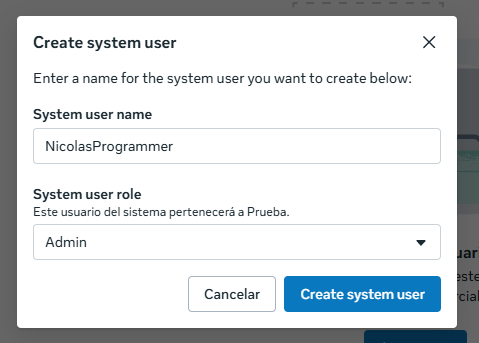 Create system user
Enter a name for the system user you want to create below:
System user name
NicolasProgrammer
System user role
Este usuario del sistema pertenecerá a Prueba.
Admin
Cancelar
Create system user